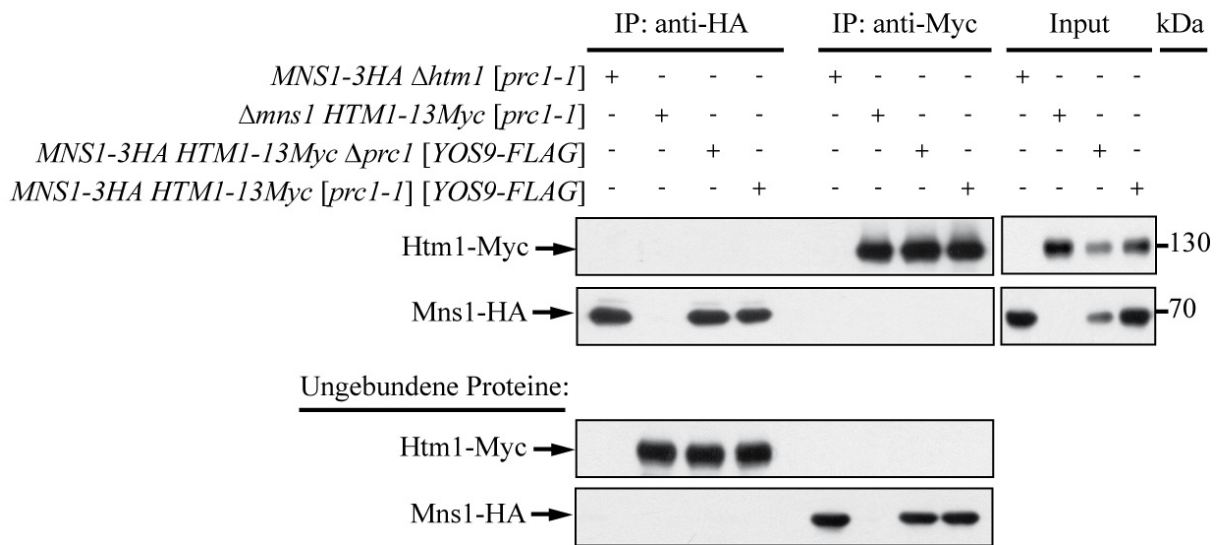 IP: anti-HA IP: anti-Myc Input kDa
MNS1-3HA Δhtm1 [prc1-1] + - - - + - - - + - - -
Δmns1 HTM1-13Myc [prc1-1] - + - - - + - - - + - -
MNS1-3HA HTM1-13Myc Δprc1 [YOS9-FLAG] - - + - - - + - - - + -
MNS1-3HA HTM1-13Myc [prc1-1] [YOS9-FLAG] - - - + - - - + - - - +
Htm1-Myc 130
Mns1-HA 70
Ungebundene Proteine:
Htm1-Myc
Mns1-HA